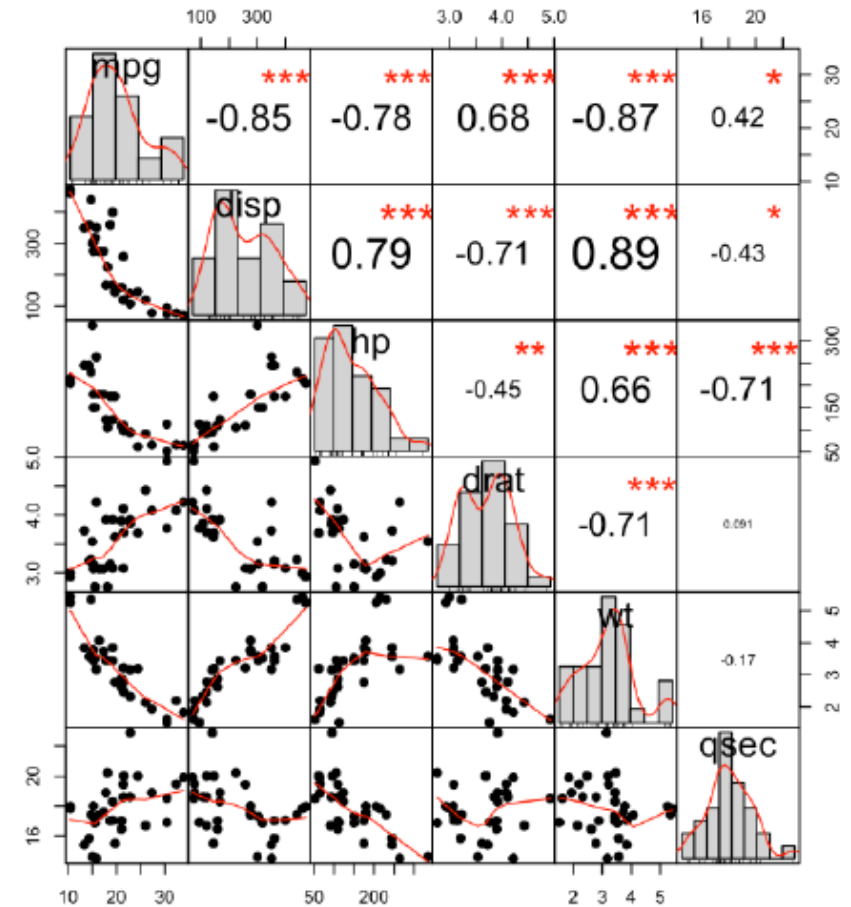 100 300 3.0 4.0 5.0 16 20
mpg *** *** *** *** * 30
-0.85 -0.78 0.68 -0.87 0.42 20
10
disp *** *** *** *
300 0.79 -0.71 0.89 -0.43
100
hp ** *** *** 300
-0.45 0.66 -0.71 150
50
5.0 drat ***
4.0 -0.71 0.091
3.0
wt 5
4
-0.17 3
2
qsec
20
16
10 20 30 50 200 2 3 4 5